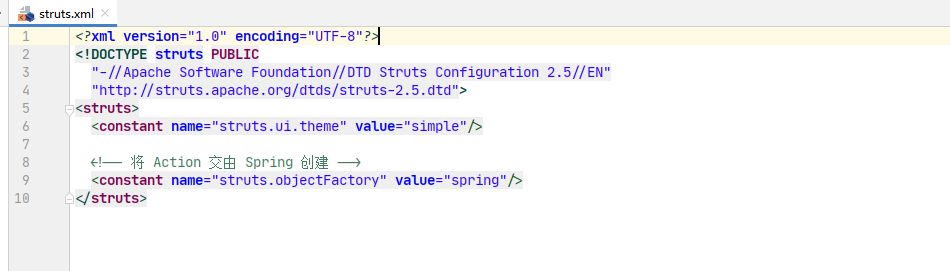 struts.xml
1 <?xml version="1.0" encoding="UTF-8"?>
2 <!DOCTYPE struts PUBLIC
3 "-//Apache Software Foundation//DTD Struts Configuration 2.5//EN"
4 "http://struts.apache.org/dtds/struts-2.5.dtd">
5 <struts>
6 <constant name="struts.ui.theme" value="simple"/>
7
8 <!-- 将 Action 交由 Spring 创建 -->
9 <constant name="struts.objectFactory" value="spring"/>
10 </struts>